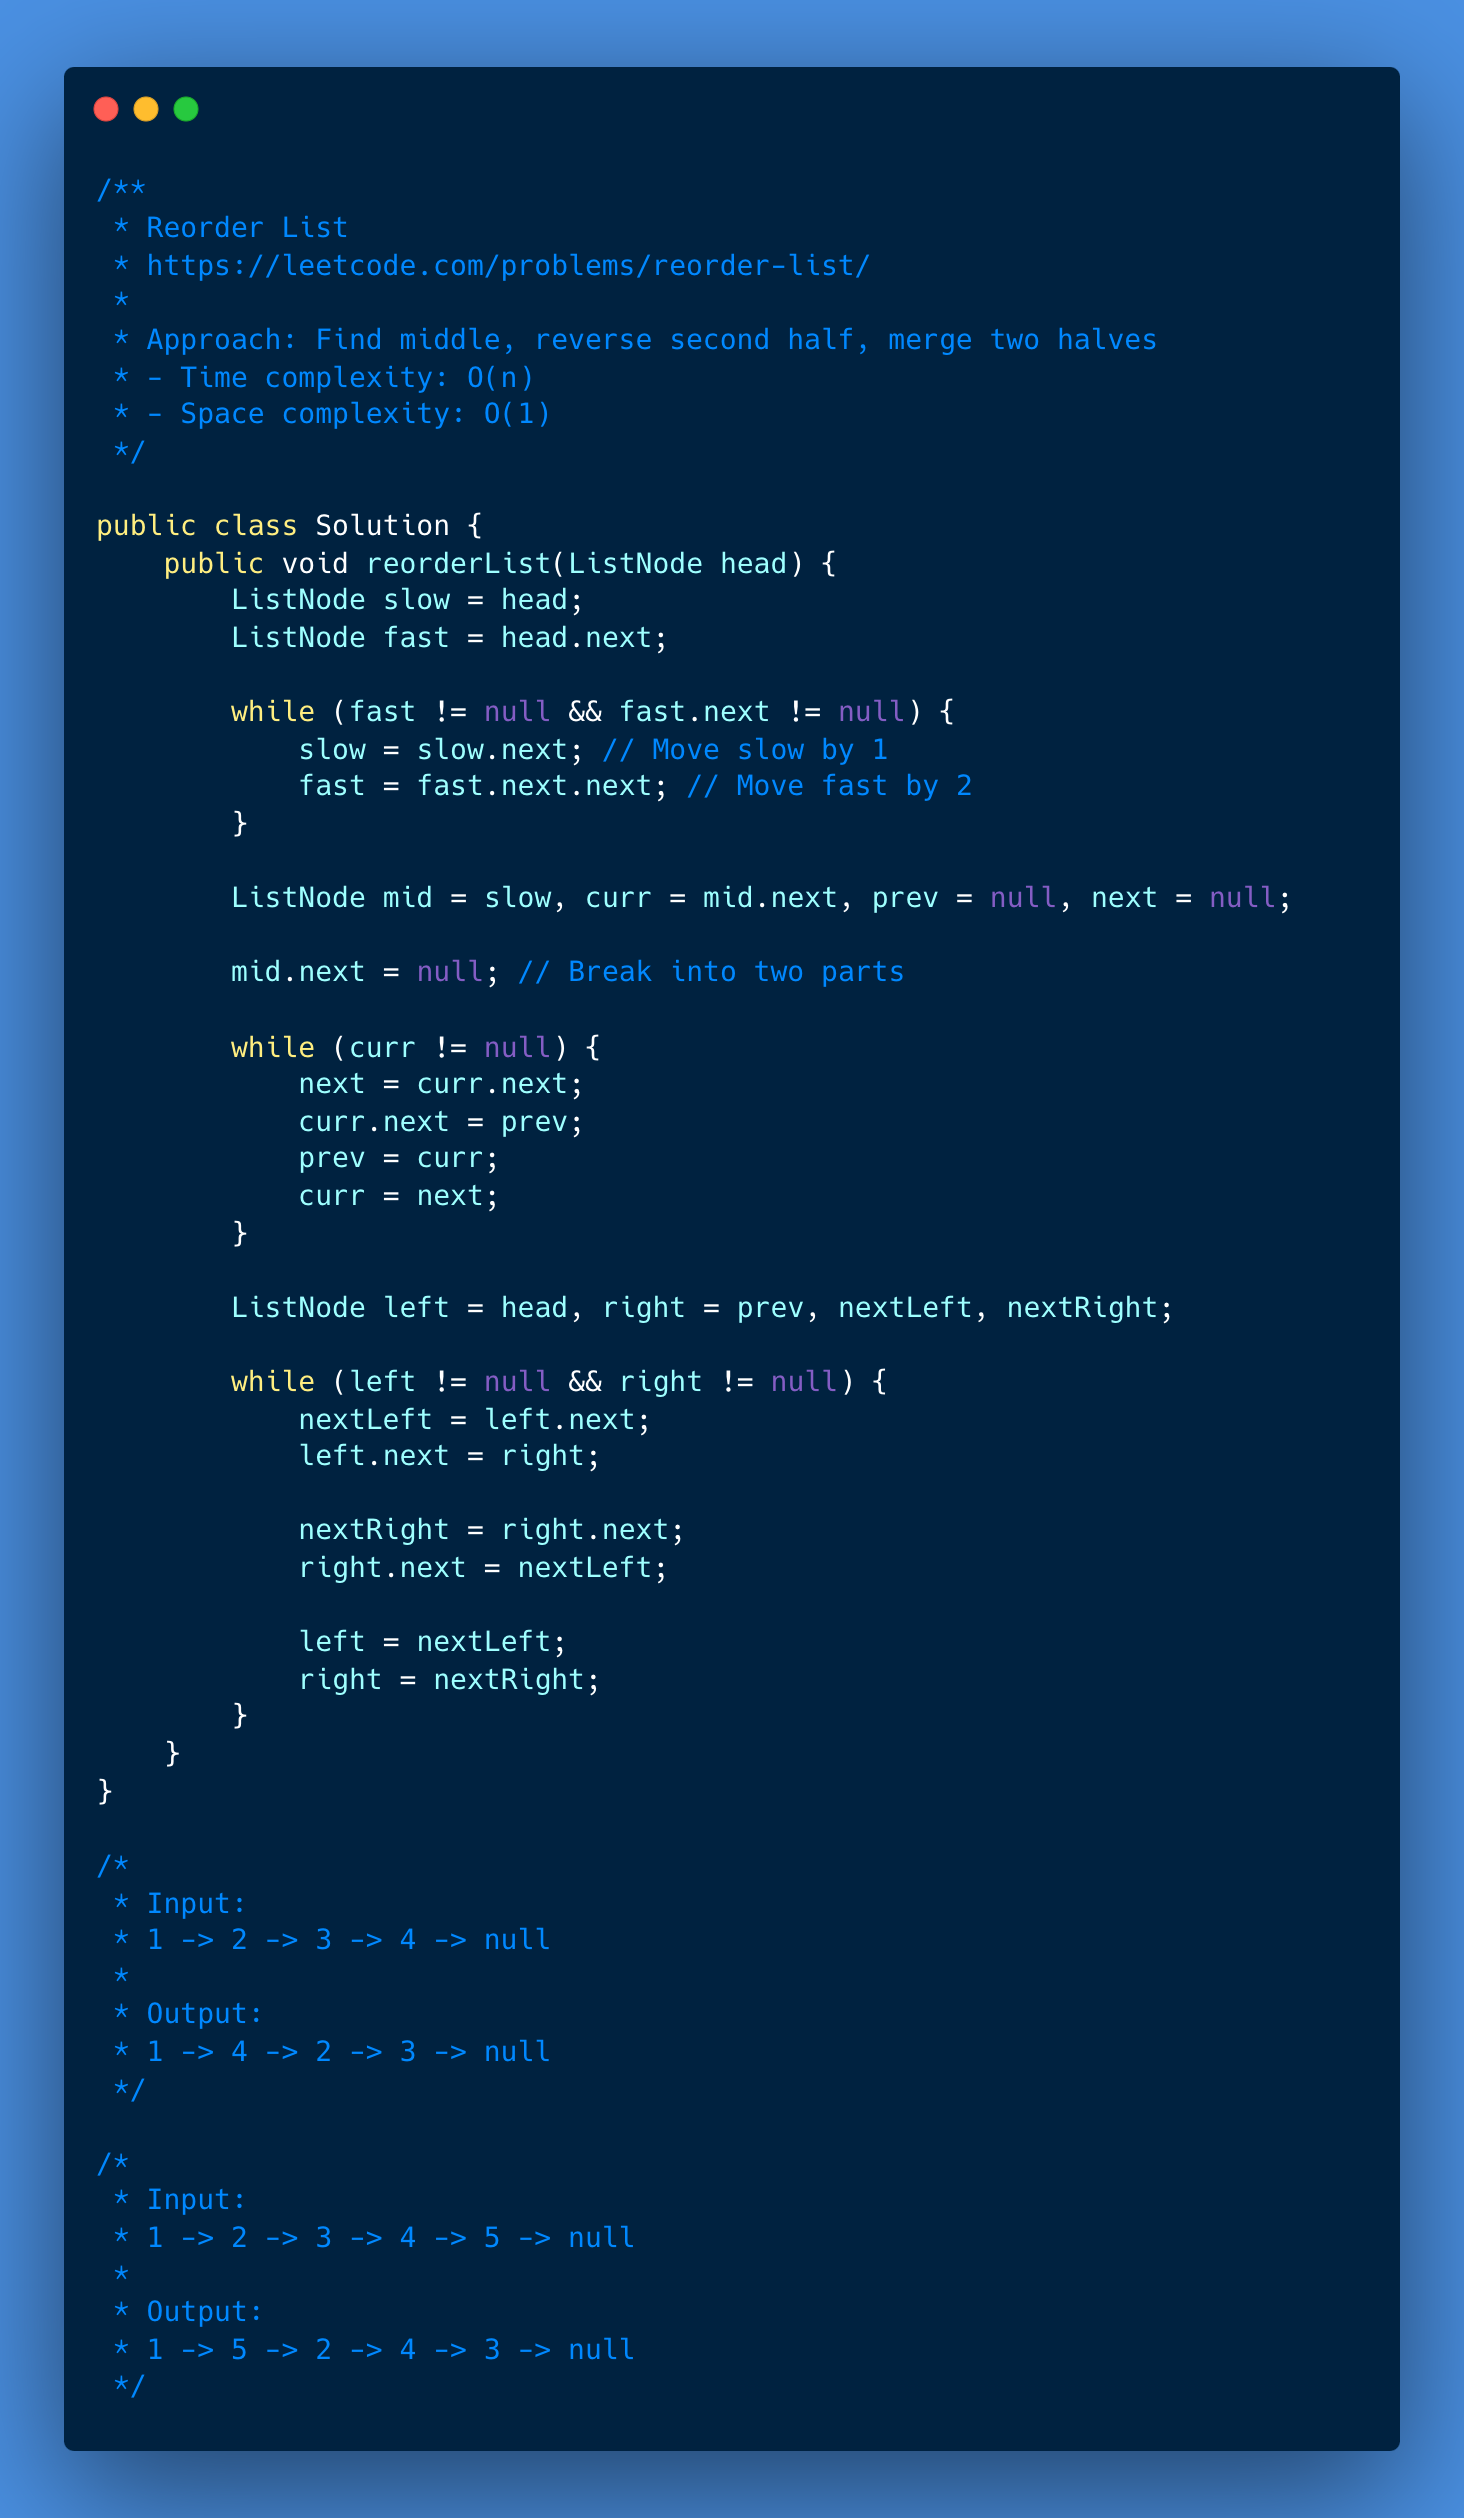 /**
 * Reorder List
 * https://leetcode.com/problems/reorder-list/
 *
 * Approach: Find middle, reverse second half, merge two halves
 * - Time complexity: O(n)
 * - Space complexity: O(1)
 */

public class Solution {
    public void reorderList(ListNode head) {
        ListNode slow = head;
        ListNode fast = head.next;

        while (fast != null && fast.next != null) {
            slow = slow.next; // Move slow by 1
            fast = fast.next.next; // Move fast by 2
        }

        ListNode mid = slow, curr = mid.next, prev = null, next = null;

        mid.next = null; // Break into two parts

        while (curr != null) {
            next = curr.next;
            curr.next = prev;
            prev = curr;
            curr = next;
        }

        ListNode left = head, right = prev, nextLeft, nextRight;

        while (left != null && right != null) {
            nextLeft = left.next;
            left.next = right;

            nextRight = right.next;
            right.next = nextLeft;

            left = nextLeft;
            right = nextRight;
        }
    }
}

/*
 * Input:
 * 1 -> 2 -> 3 -> 4 -> null
 *
 * Output:
 * 1 -> 4 -> 2 -> 3 -> null
 */

/*
 * Input:
 * 1 -> 2 -> 3 -> 4 -> 5 -> null
 *
 * Output:
 * 1 -> 5 -> 2 -> 4 -> 3 -> null
 */